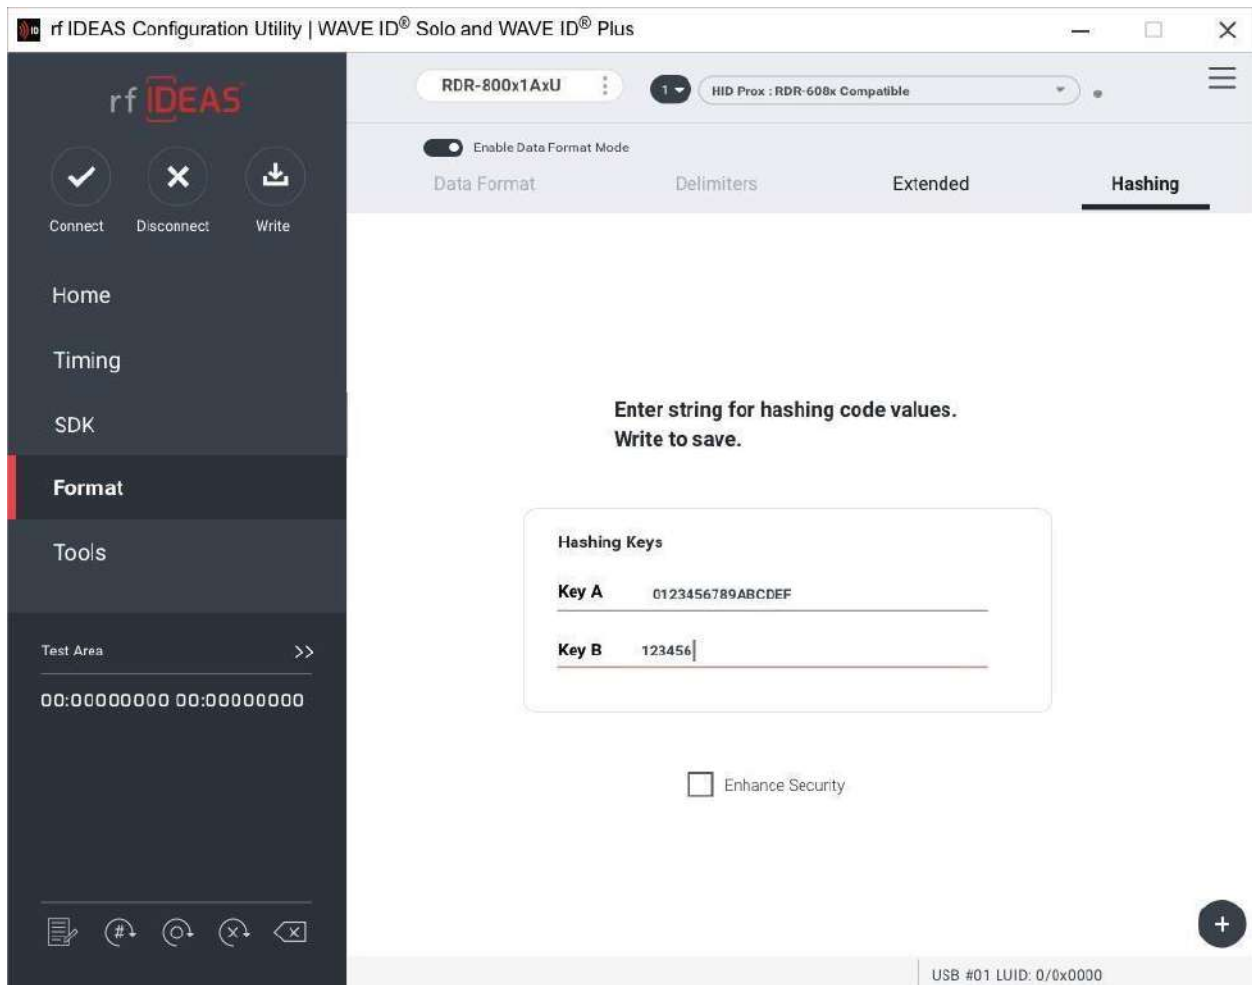 rf IDEAS Configuration Utility | WAVE ID® Solo and WAVE ID® Plus
rf IDEAS
Connect Disconnect Write
Home
Timing
SDK
Format
Tools
Test Area >>
00:00000000 00:00000000
RDR-800x1AxU 1 HID Prox : RDR-608x Compatible
Enable Data Format Mode
Data Format Delimiters Extended Hashing
Enter string for hashing code values.
Write to save.
Hashing Keys
Key A 0123456789ABCDEF
Key B 123456
Enhance Security
USB #01 LUID: 0/0x0000